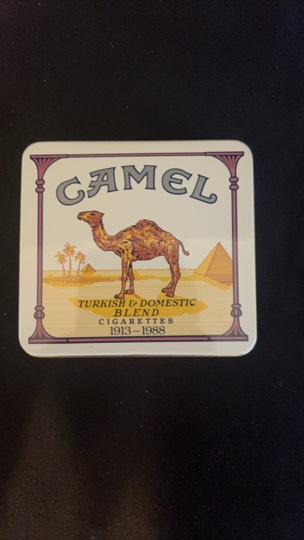 CAMEL
TURKISH & DOMESTIC
BLEND
CIGARETTES
1913–1988